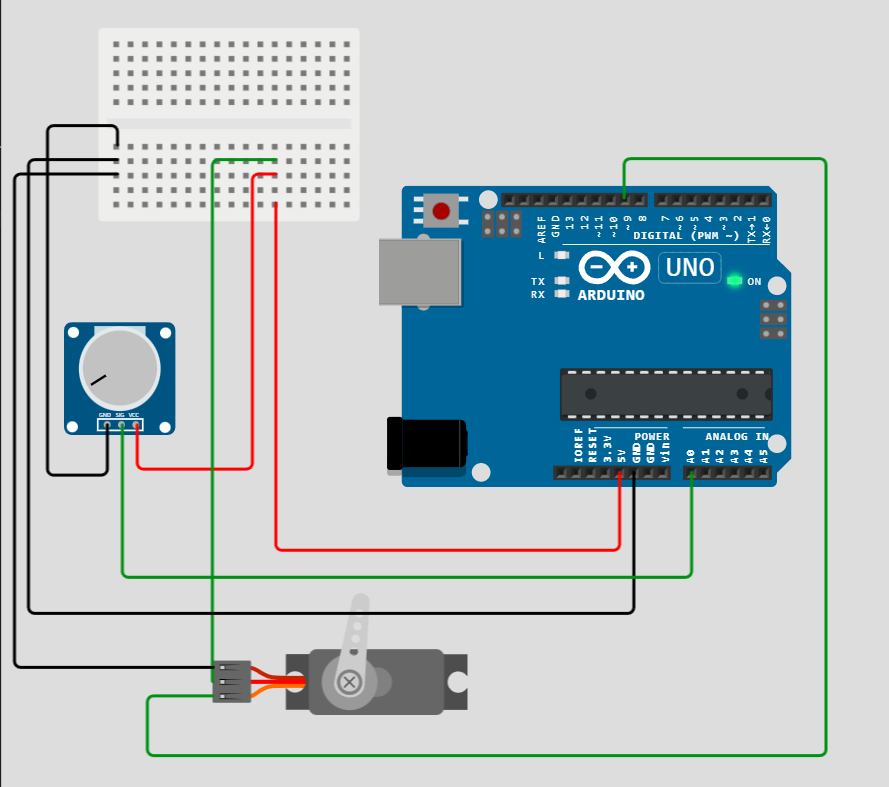 AREF
GND
13
12
~11
~10
~9
8
7
~6
~5
4
~3
2
TX→1
RX←0
DIGITAL (PWM ~)
L
TX
RX
UNO
ON
ARDUINO
GND SIG VCC
POWER
ANALOG IN
IOREF
RESET
3.3V
5V
GND
GND
Vin
A0
A1
A2
A3
A4
A5